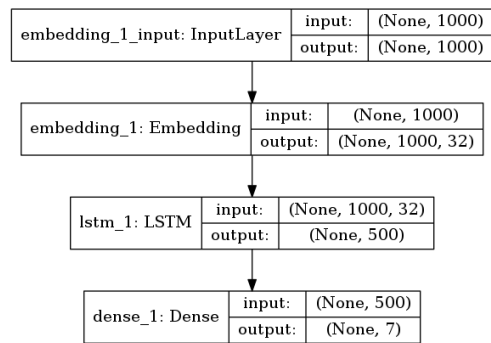 embedding_1_input: InputLayer
input: (None, 1000)
output: (None, 1000)
embedding_1: Embedding
input: (None, 1000)
output: (None, 1000, 32)
lstm_1: LSTM
input: (None, 1000, 32)
output: (None, 500)
dense_1: Dense
input: (None, 500)
output: (None, 7)